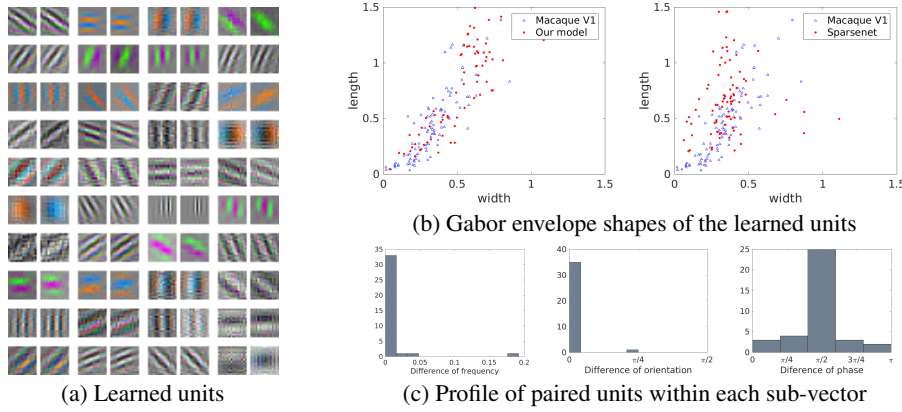 Macaque V1
Our model
1.5
1
0.5
0
length
0
0.5
1
1.5
width
Macaque V1
Sparsenet
1.5
1
0.5
0
length
0
0.5
1
1.5
width
(b) Gabor envelope shapes of the learned units
35
30
25
20
15
10
5
0
0
0.05
0.1
0.15
0.2
Difference of frequency
40
30
20
10
0
0
π/4
π/2
Difference of orientation
25
20
15
10
5
0
0
π/4
π/2
3π/4
π
Diference of phase
(a) Learned units
(c) Profile of paired units within each sub-vector